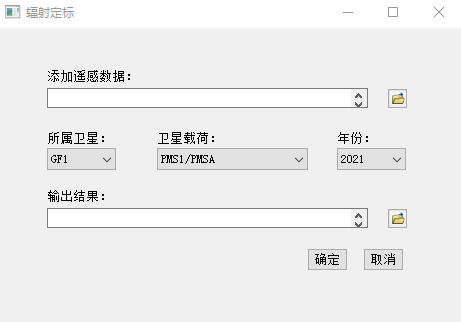 辐射定标
添加遥感数据：
所属卫星： 卫星载荷： 年份：
GF1 PMS1/PMSA 2021
输出结果：
确定 取消